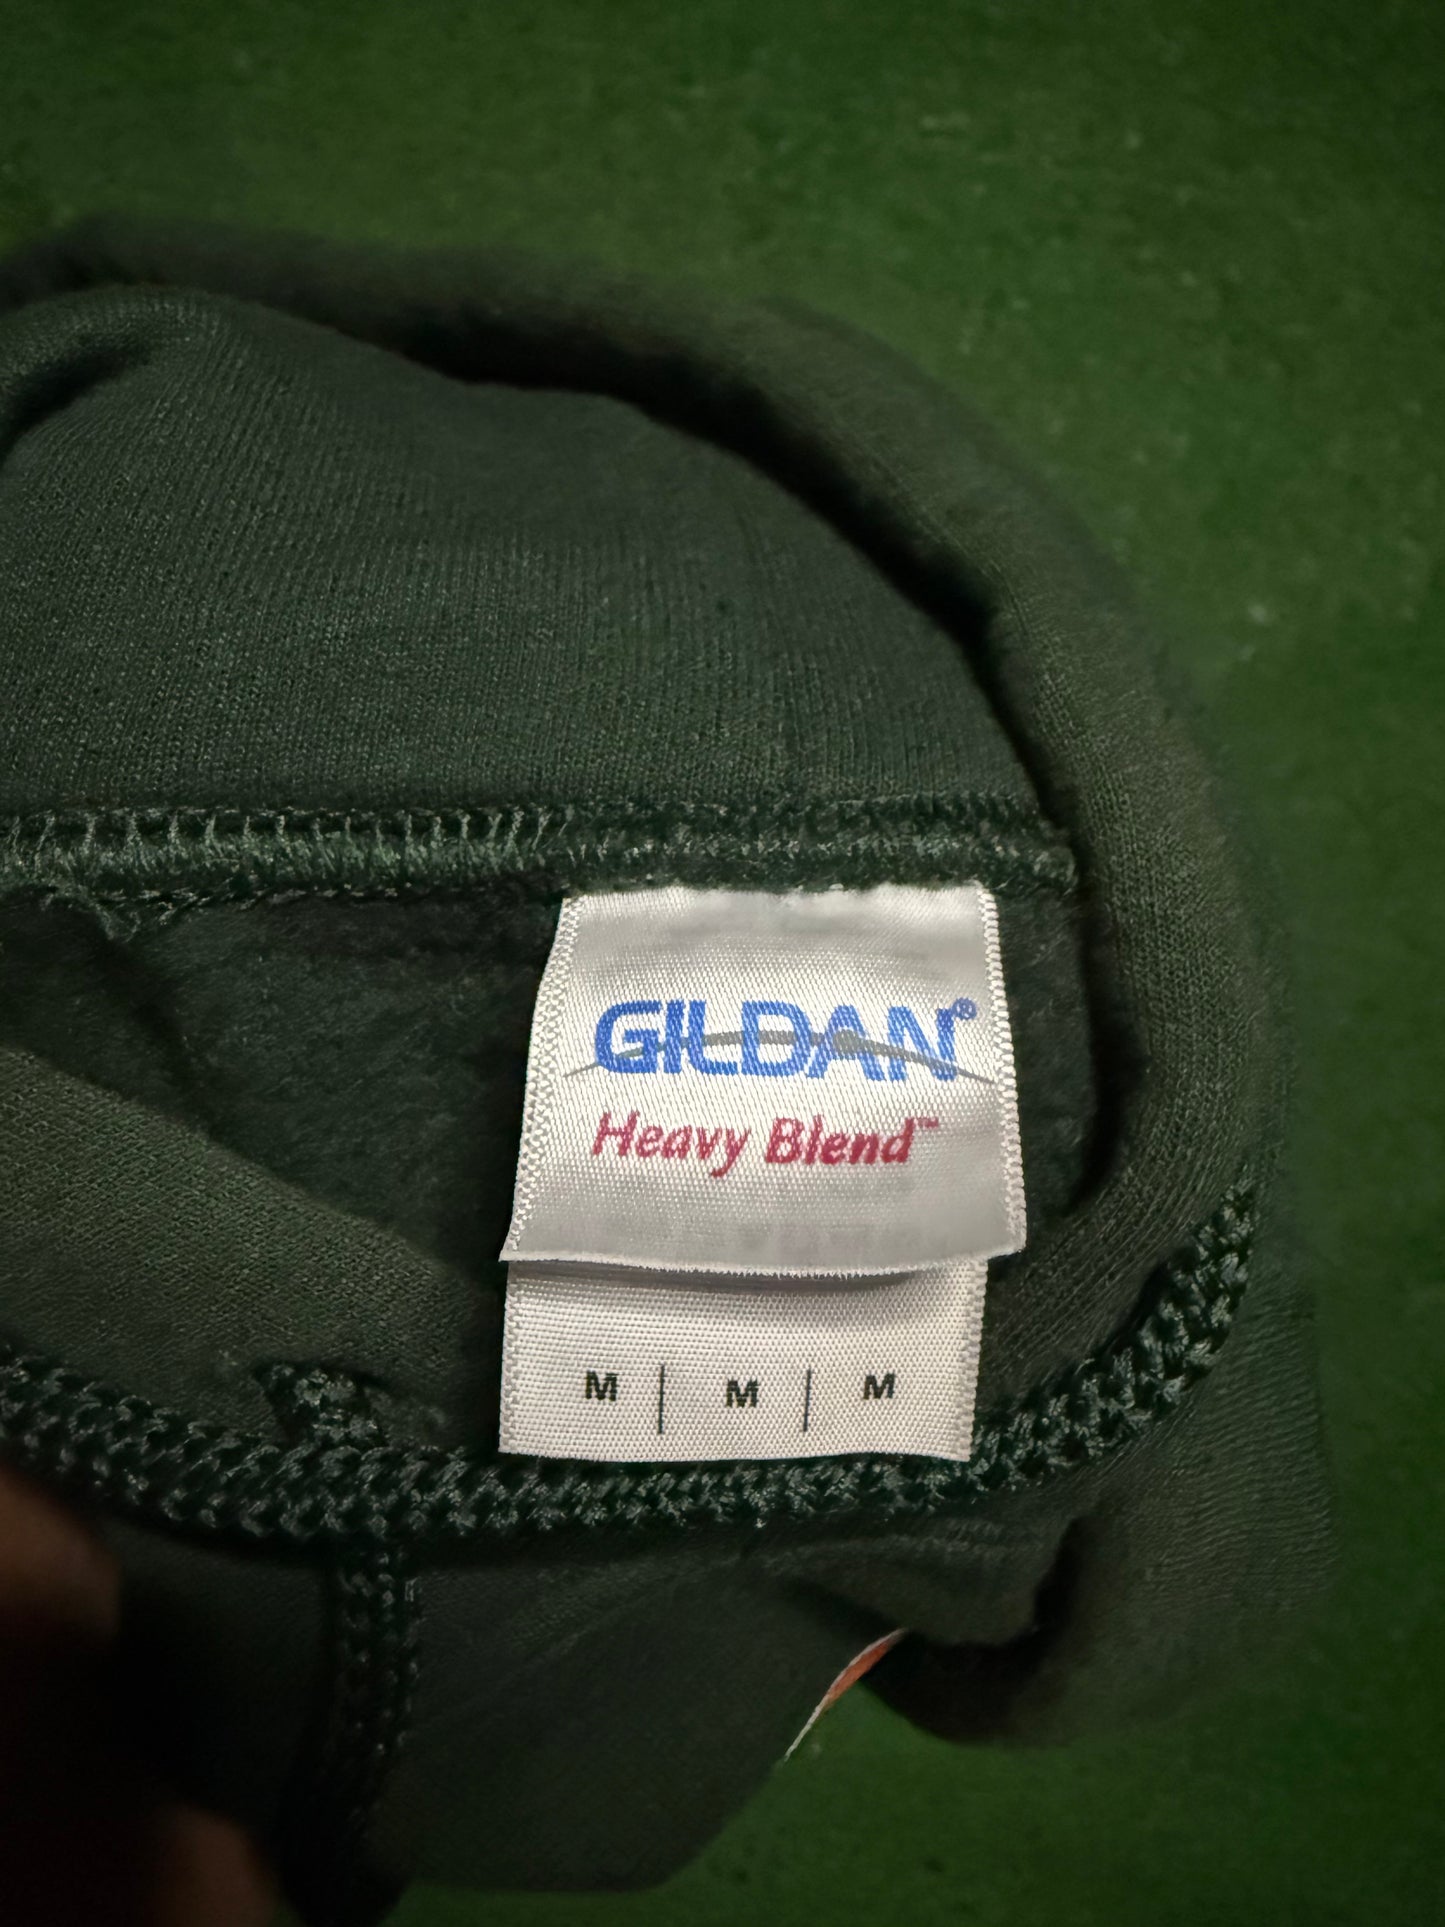 GILDAN®
Heavy Blend™
M | M | M